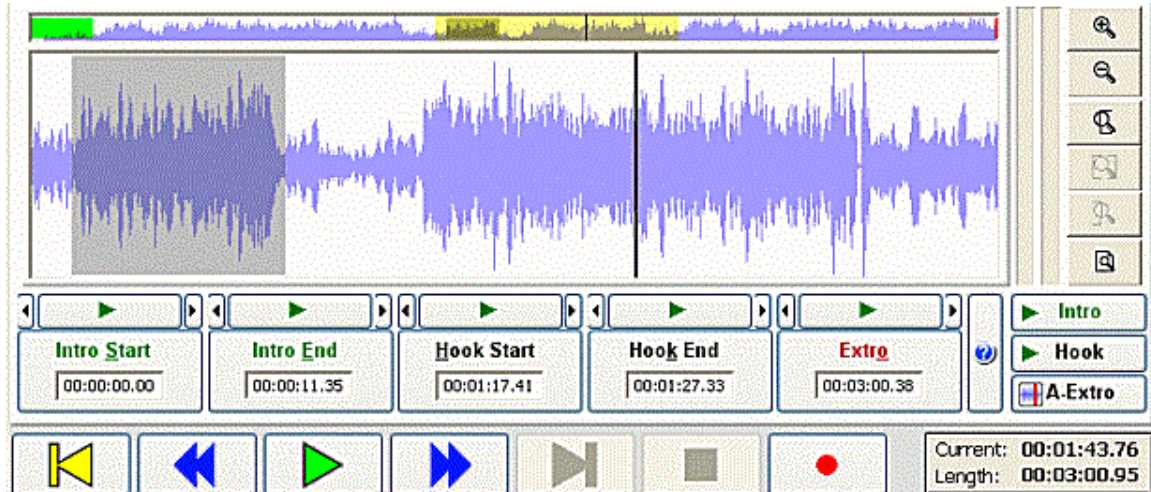 Intro Start
00:00:00.00
Intro End
00:00:11.35
Hook Start
00:01:17.41
Hook End
00:01:27.33
Extro
00:03:00.38
Intro
Hook
A-Extro
Current: 00:01:43.76
Length: 00:03:00.95